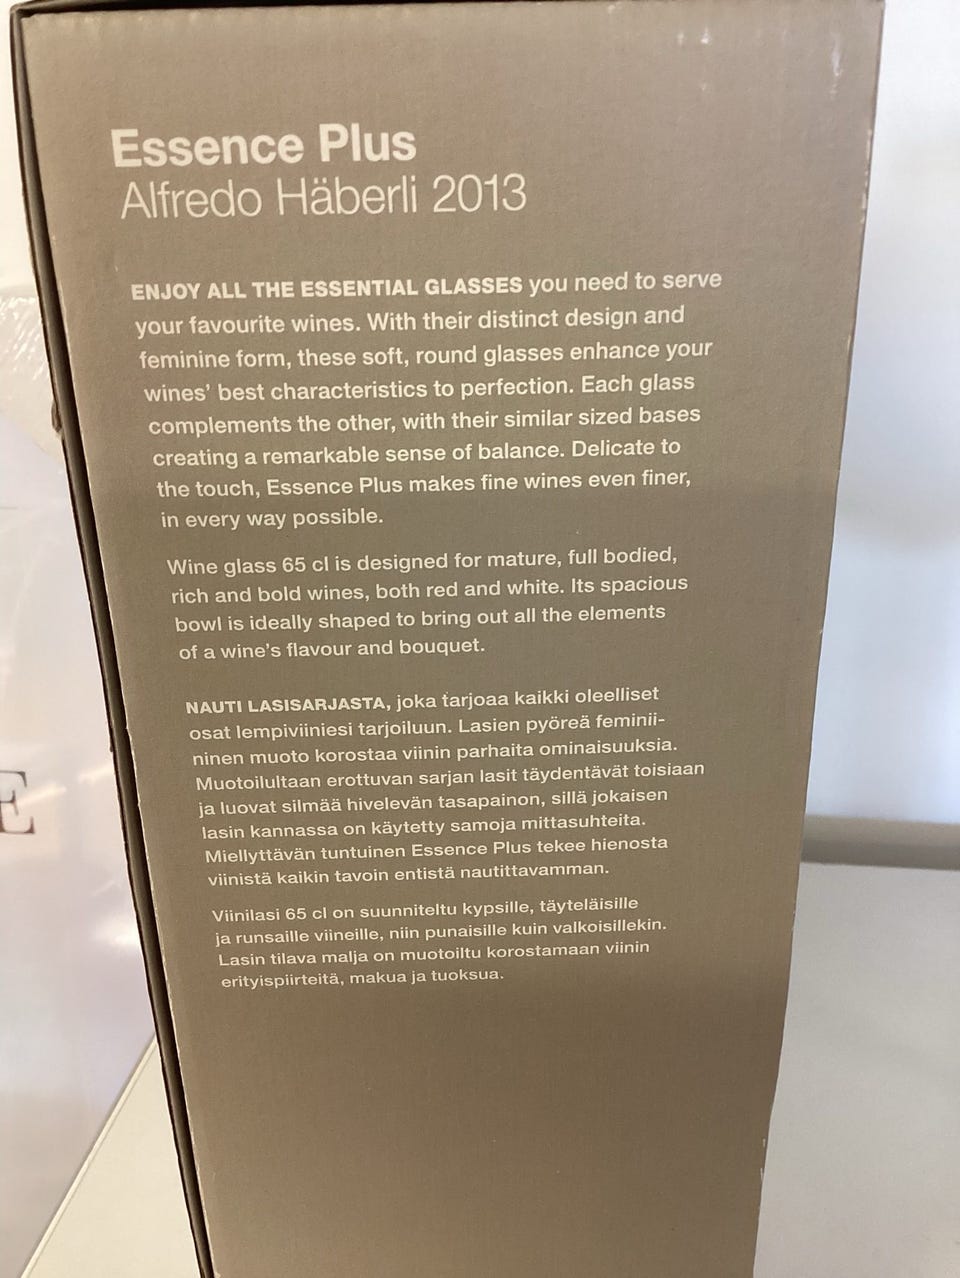 Essence Plus
Alfredo Häberli 2013
ENJOY ALL THE ESSENTIAL GLASSES you need to serve
your favourite wines. With their distinct design and
feminine form, these soft, round glasses enhance your
wines' best characteristics to perfection. Each glass
complements the other, with their similar sized bases
creating a remarkable sense of balance. Delicate to
the touch, Essence Plus makes fine wines even finer,
in every way possible.
Wine glass 65 cl is designed for mature, full bodied,
rich and bold wines, both red and white. Its spacious
bowl is ideally shaped to bring out all the elements
of a wine's flavour and bouquet.
NAUTI LASISARJASTA, joka tarjoaa kaikki oleelliset
osat lempiviiniesi tarjoiluun. Lasien pyöreä feminii-
ninen muoto korostaa viinin parhaita ominaisuuksia.
Muotoilultaan erottuvan sarjan lasit täydentävät toisiaan
ja luovat silmää hivelevän tasapainon, sillä jokaisen
lasin kannassa on käytetty samoja mittasuhteita.
Miellyttävän tuntuinen Essence Plus tekee hienosta
viinistä kaikin tavoin entistä nautittavamman.
Viinilasi 65 cl on suunniteltu kypsille, täyteläisille
ja runsaille viineille, niin punaisille kuin valkoisillekin.
Lasin tilava malja on muotoiltu korostamaan viinin
erityispiirteitä, makua ja tuoksua.
E